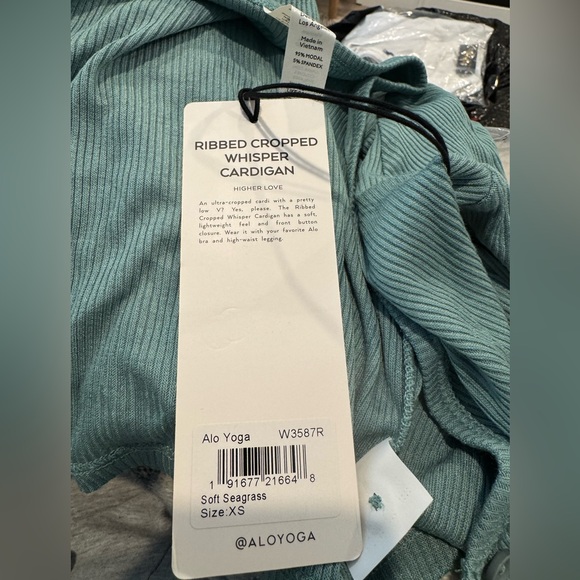 Los Ang
Made in
Vietnam
95% MODAL
5% SPANDEX
RIBBED CROPPED
WHISPER
CARDIGAN
HIGHER LOVE
An ultra-cropped cardi with a pretty
low V? Yes, please. The Ribbed
Cropped Whisper Cardigan has a soft,
lightweight feel and front button
closure. Wear it with your favorite Alo
bra and high-waist legging.
Alo Yoga W3587R
1 91677 21664 8
Soft Seagrass
Size:XS
@ALOYOGA